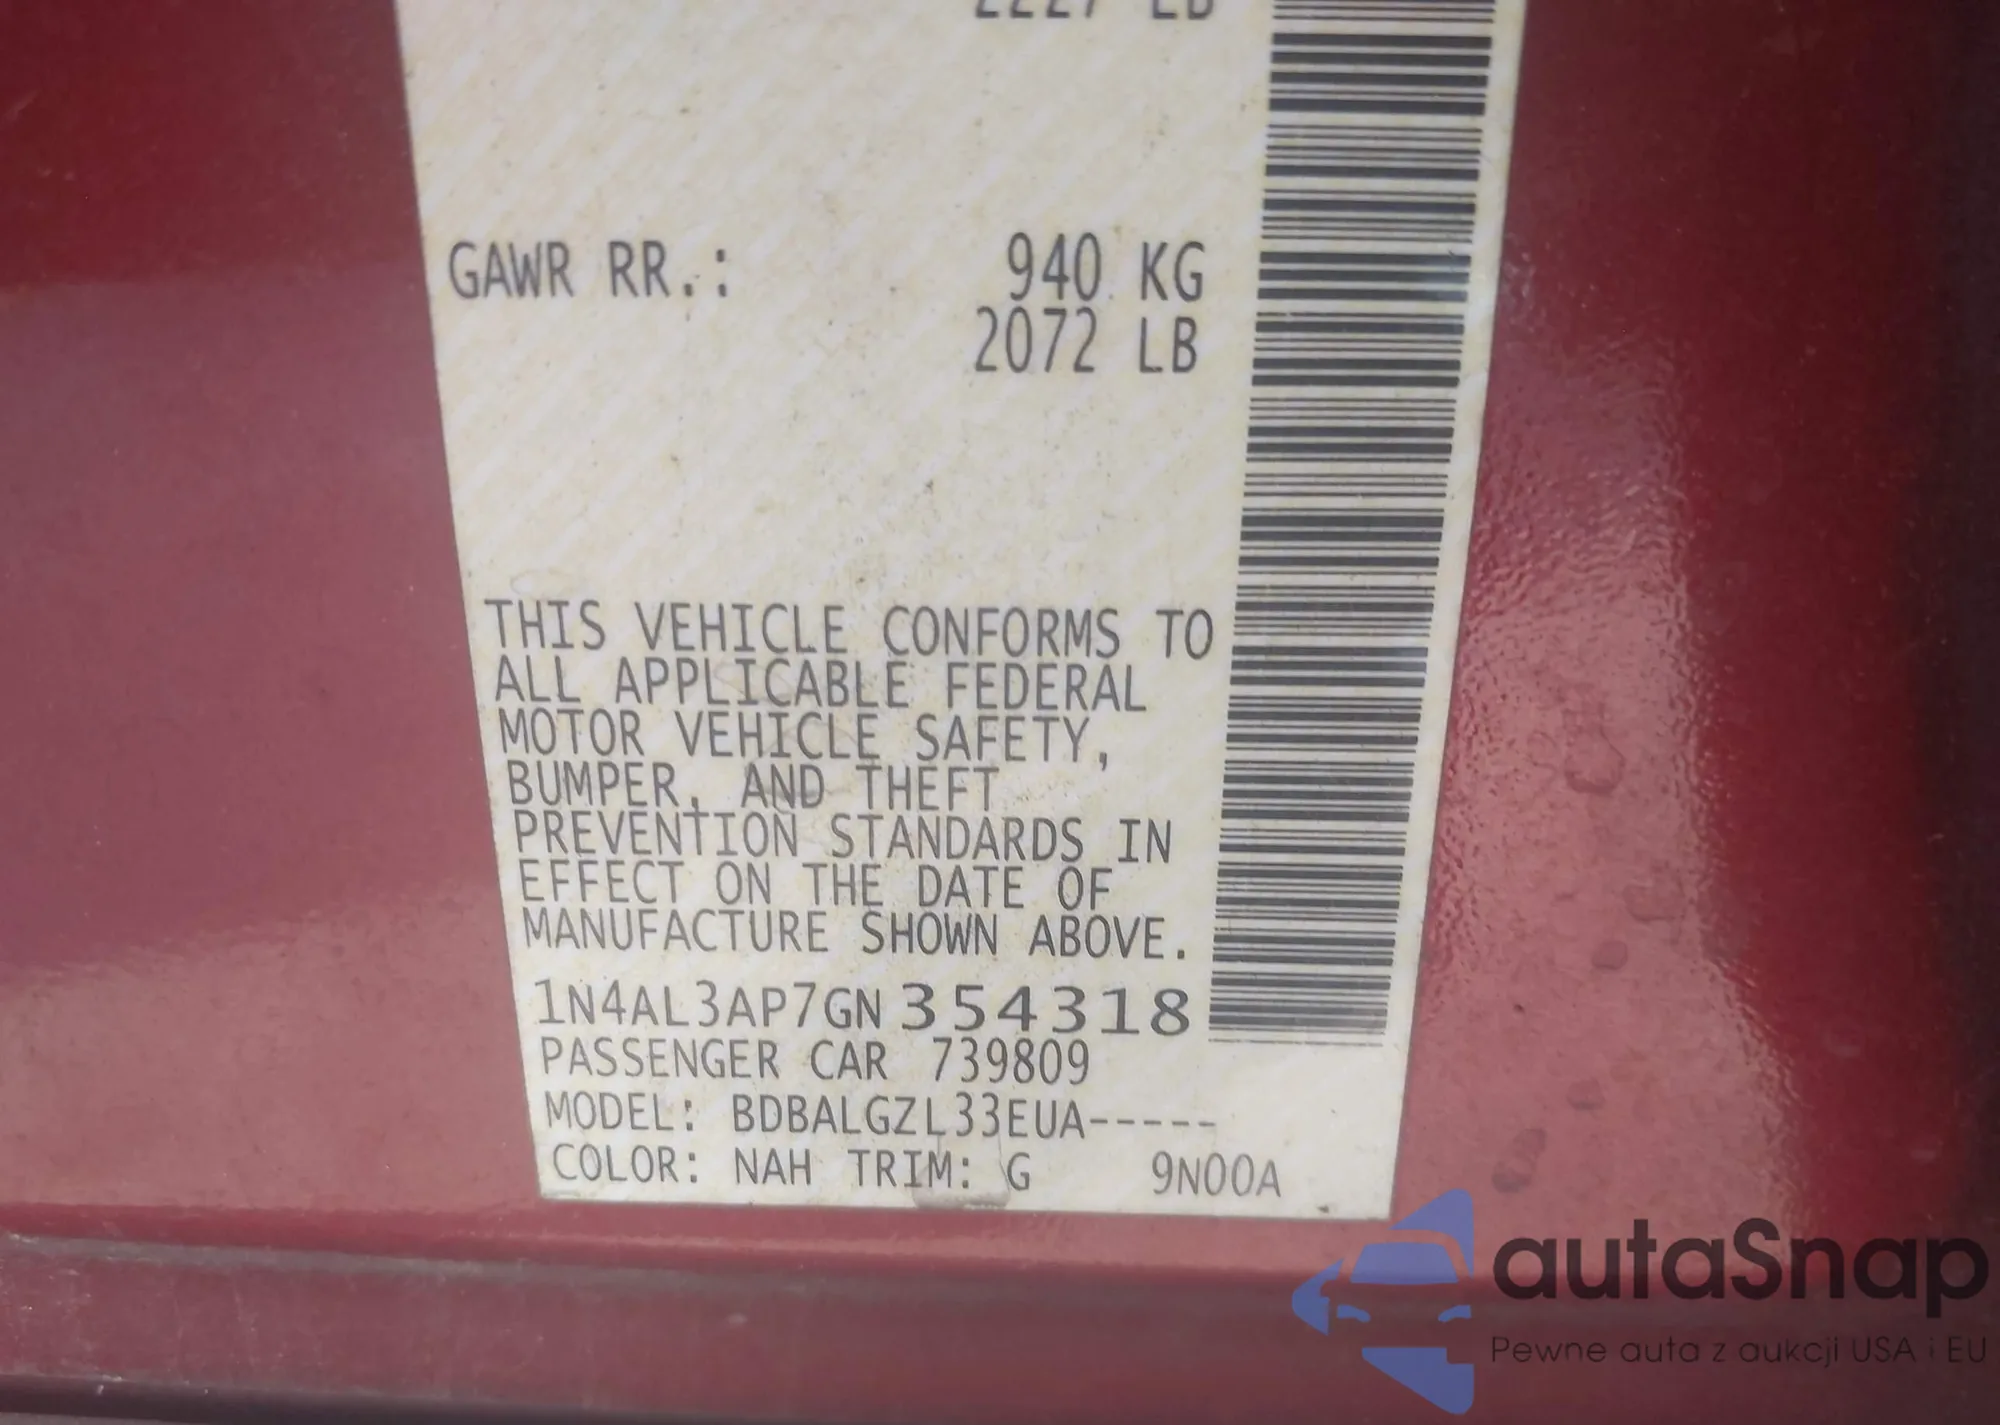 2227 LB
GAWR RR.: 940 KG
2072 LB
THIS VEHICLE CONFORMS TO
ALL APPLICABLE FEDERAL
MOTOR VEHICLE SAFETY,
BUMPER, AND THEFT
PREVENTION STANDARDS IN
EFFECT ON THE DATE OF
MANUFACTURE SHOWN ABOVE.
1N4AL3AP7GN354318
PASSENGER CAR 739809
MODEL: BDBALGZL33EUA-----
COLOR: NAH TRIM: G 9N00A
autaSnap
Pewne auta z aukcji USA i EU